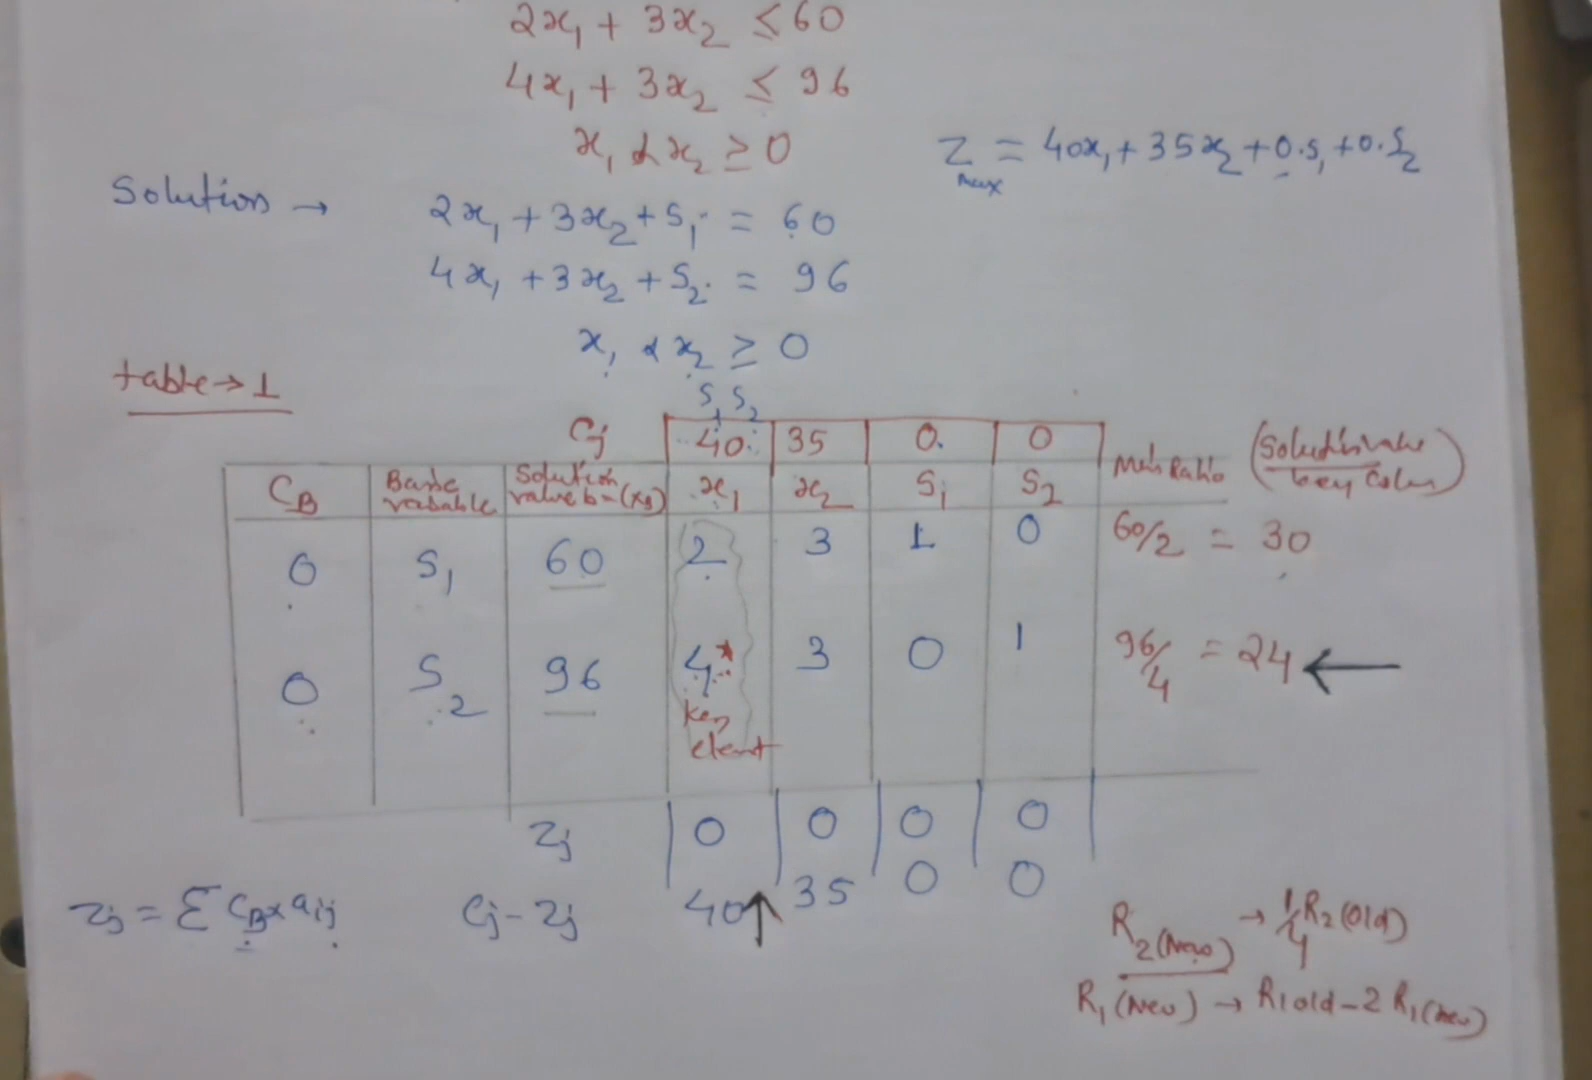 2x₁ + 3x₂ ≤ 60
4x₁ + 3x₂ ≤ 96
x₁ & x₂ ≥ 0
Z max = 40x₁ + 35x₂ + 0.s₁ + 0.S₂
Solution →
2x₁ + 3x₂ + S₁ = 60
4x₁ + 3x₂ + S₂ = 96
x₁ & x₂ ≥ 0
S₁ S₂
table → 1
Cj 40 35 0 0
CB Basic variable Solution value b=(xB) x₁ x₂ S₁ S₂ Min Ratio (Solution value / key Colum)
0 S₁ 60 2 3 1 0 60/2 = 30
0 S₂ 96 4* 3 0 1 96/4 = 24 ←
key
elemt
Zj 0 0 0 0
Zj = Σ CB x aij Cj - Zj 40 ↑ 35 0 0
R₂(New) → 1/4 R₂ (Old)
R₁ (New) → R₁ old - 2 R₁ (New)